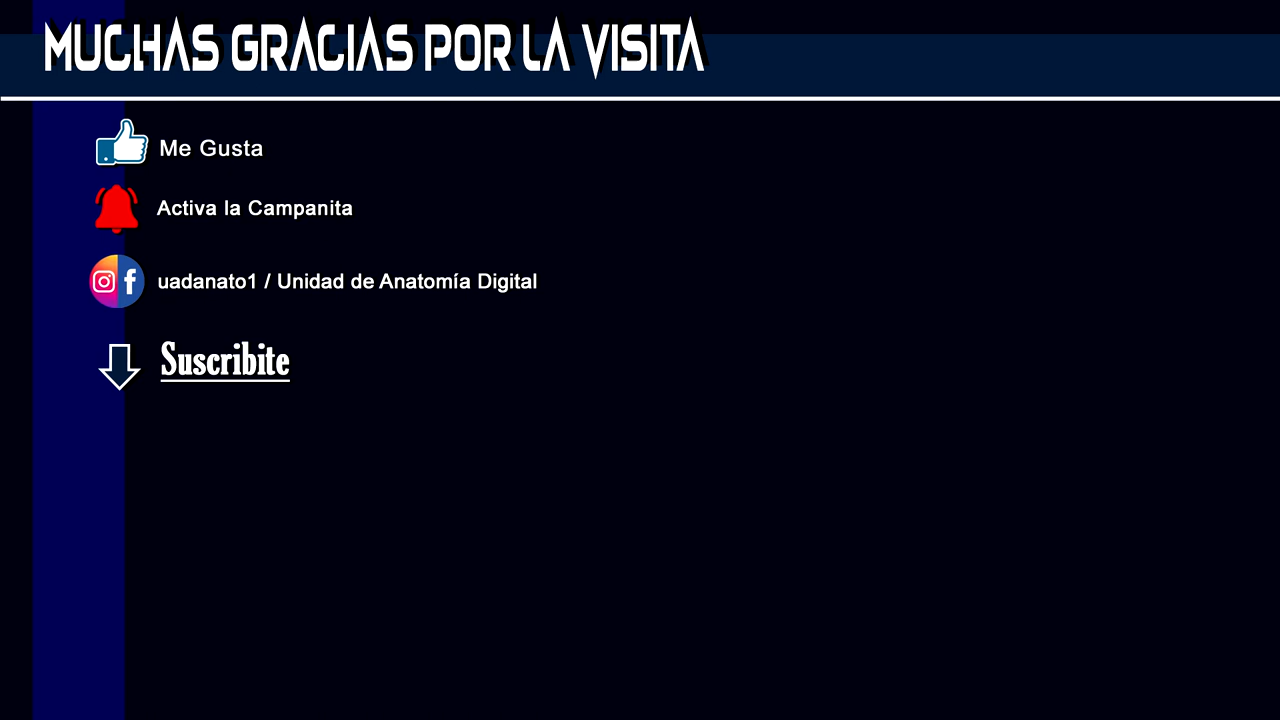 MUCHAS GRACIAS POR LA VISITA
Me Gusta
Activa la Campanita
uadanato1 / Unidad de Anatomía Digital
Suscribite